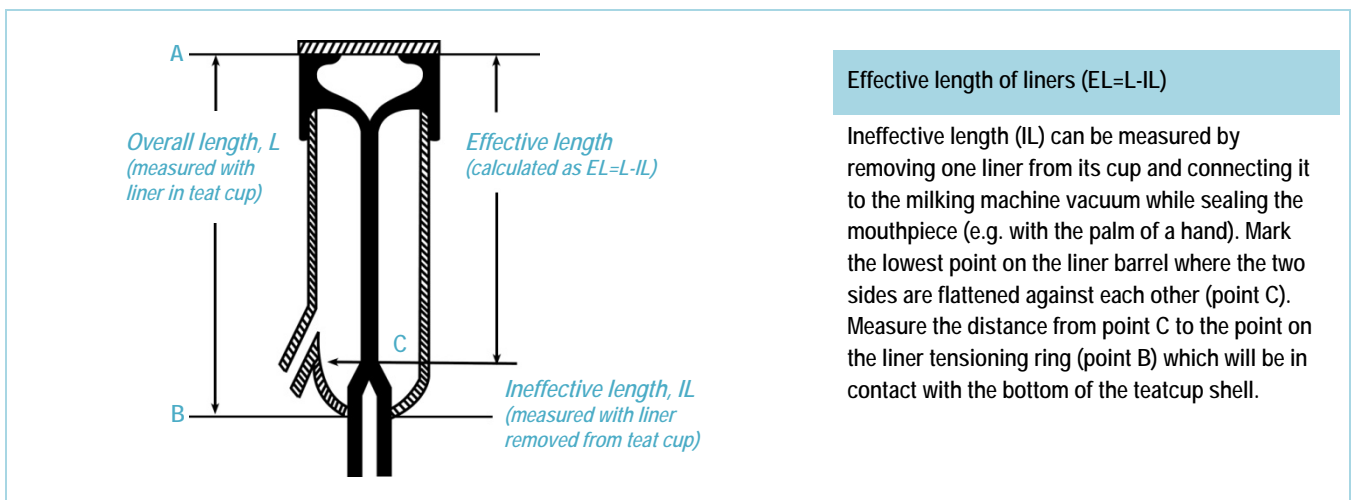 A
Overall length, L
(measured with
liner in teat cup)
Effective length
(calculated as EL=L-IL)
C
Ineffective length, IL
(measured with liner
removed from teat cup)
B
Effective length of liners (EL=L-IL)
Ineffective length (IL) can be measured by
removing one liner from its cup and connecting it
to the milking machine vacuum while sealing the
mouthpiece (e.g. with the palm of a hand). Mark
the lowest point on the liner barrel where the two
sides are flattened against each other (point C).
Measure the distance from point C to the point on
the liner tensioning ring (point B) which will be in
contact with the bottom of the teatcup shell.